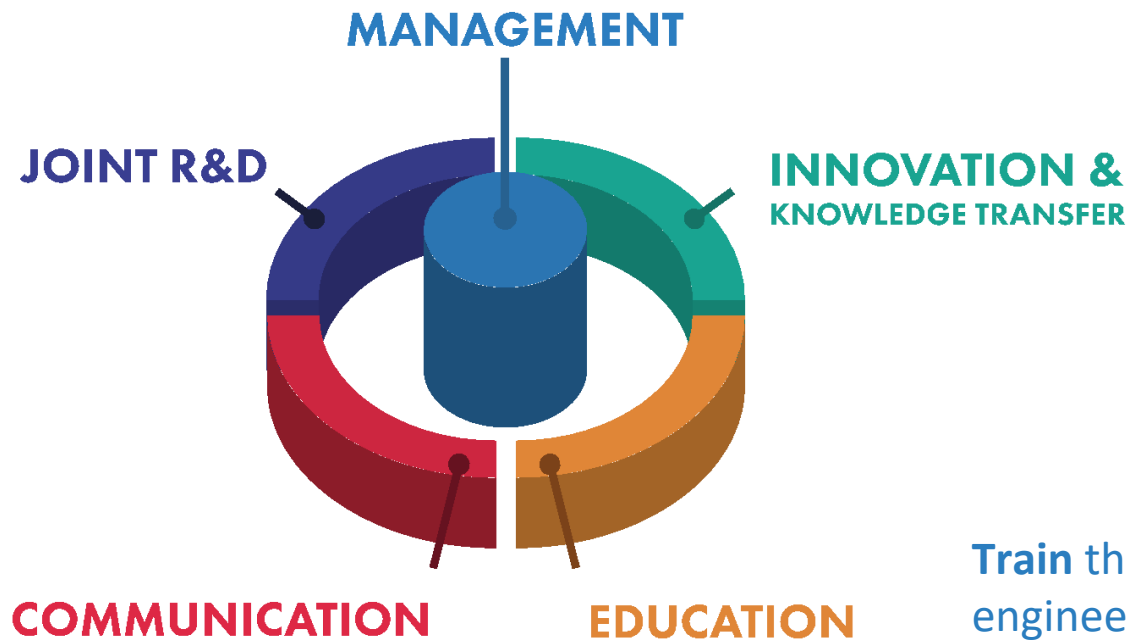 MANAGEMENT
JOINT R&D
INNOVATION &
KNOWLEDGE TRANSFER
COMMUNICATION
EDUCATION
Train th
enginee